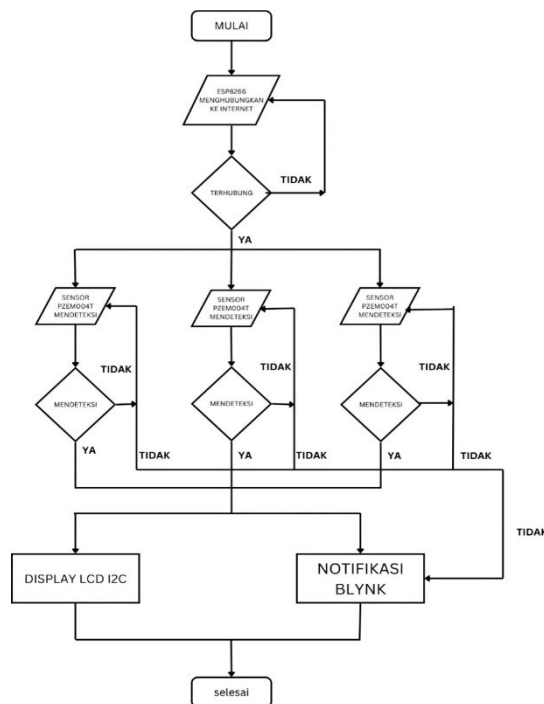 MULAI
ESP8266
MENGHUBUNGKAN
KE INTERNET
TIDAK
TERHUBUNG
YA
SENSOR
PZEM004T
MENDETEKSI
SENSOR
PZEM004T
MENDETEKSI
SENSOR
PZEM004T
MENDETEKSI
TIDAK
TIDAK
TIDAK
MENDETEKSI
MENDETEKSI
MENDETEKSI
YA
TIDAK
YA
TIDAK
YA
TIDAK
TIDAK
DISPLAY LCD I2C
NOTIFIKASI
BLYNK
selesai